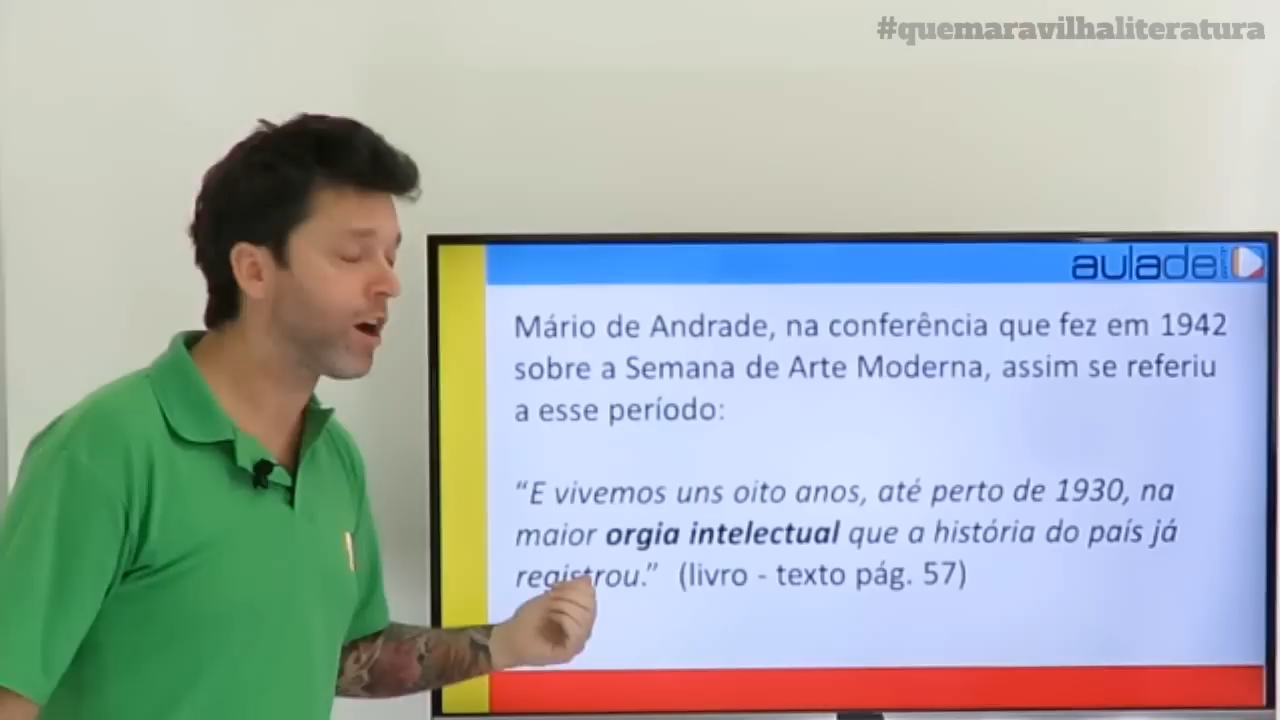 #quemaravilhaliteratura
aulade
Mário de Andrade, na conferência que fez em 1942
sobre a Semana de Arte Moderna, assim se referiu
a esse período:
“E vivemos uns oito anos, até perto de 1930, na
maior orgia intelectual que a história do país já
registrou.” (livro - texto pág. 57)